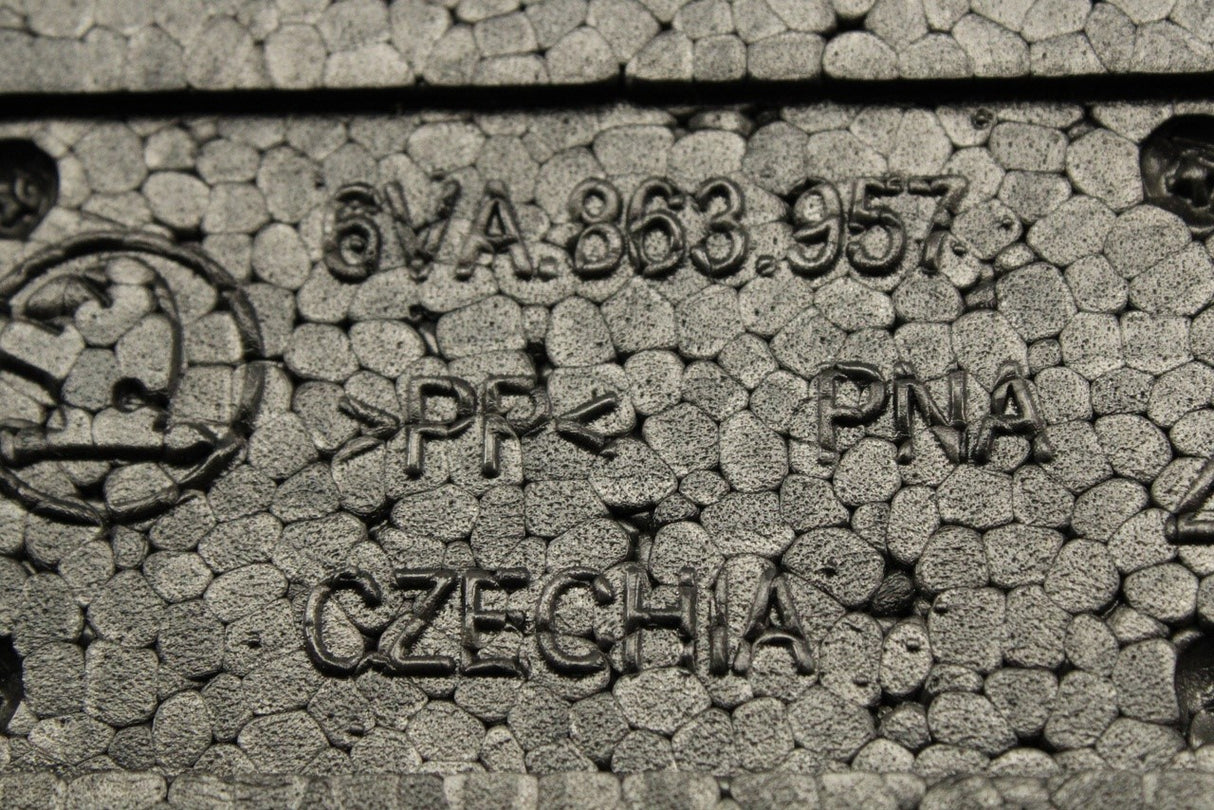 6VA.863.957
>PP< PNA
CZECHIA